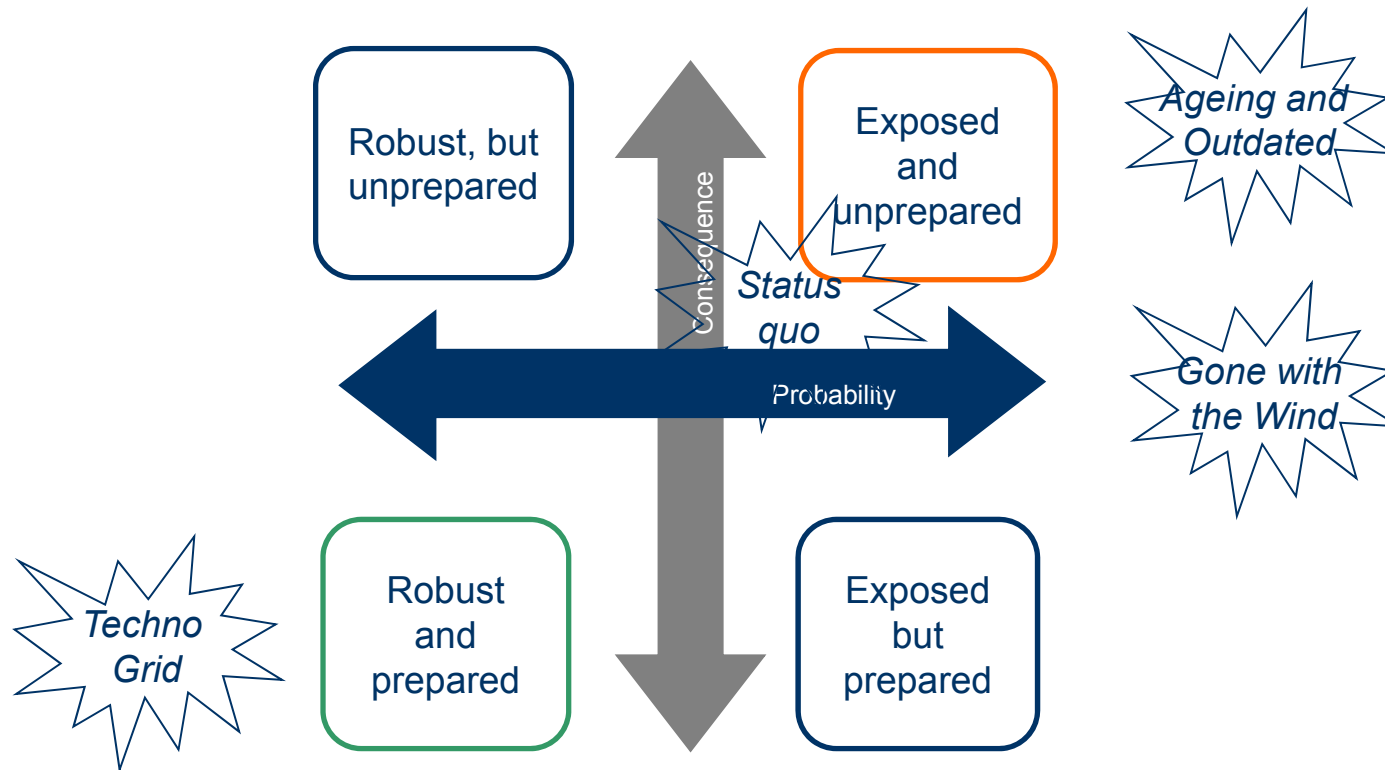 Robust, but
unprepared
Exposed
and
unprepared
Ageing and
Outdated
Consequence
Status
quo
Probability
Gone with
the Wind
Techno
Grid
Robust
and
prepared
Exposed
but
prepared